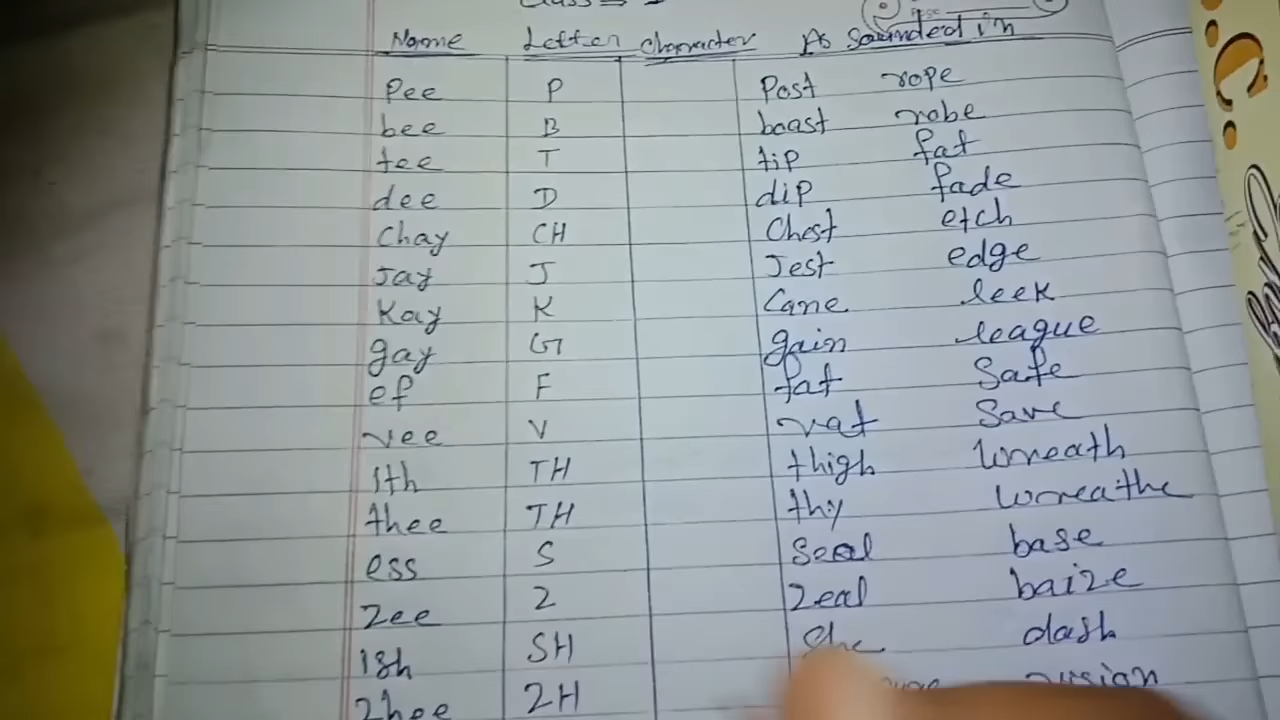 Name Letter character As Sounded in
Pee P Post rope
bee B boast robe
tee T tip fat
dee D dip fade
Chay CH Chest etch
Jay J Jest edge
Kay K Cane leek
gay G gain league
ef F fat Safe
vee V vat Save
Ith TH thigh Wreath
thee TH thy Wreathe
ess S Seal base
Zee Z Zeal baize
Ish SH She dash
Zhee ZH